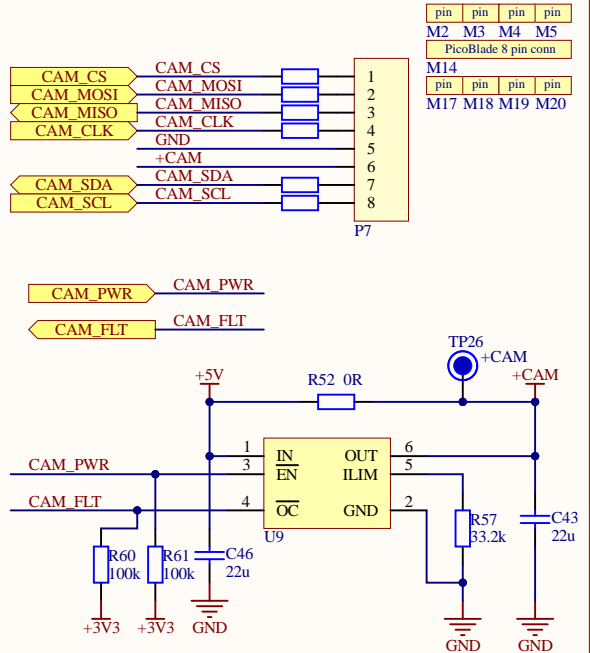 pin pin pin pin
M2 M3 M4 M5
PicoBlade 8 pin conn
M14
pin pin pin pin
M17 M18 M19 M20
CAM_CS CAM_CS 1
CAM_MOSI CAM_MOSI 2
CAM_MISO CAM_MISO 3
CAM_CLK CAM_CLK 4
GND 5
+CAM 6
CAM_SDA CAM_SDA 7
CAM_SCL CAM_SCL 8
P7
CAM_PWR CAM_PWR
CAM_FLT CAM_FLT
TP26
+CAM
+5V R52 0R +CAM
1 IN OUT 6
CAM_PWR 3 EN ILIM 5
CAM_FLT 4 OC GND 2
U9
R57
33.2k
C43
22u
R60
100k
R61
100k
C46
22u
+3V3 +3V3 GND
GND GND